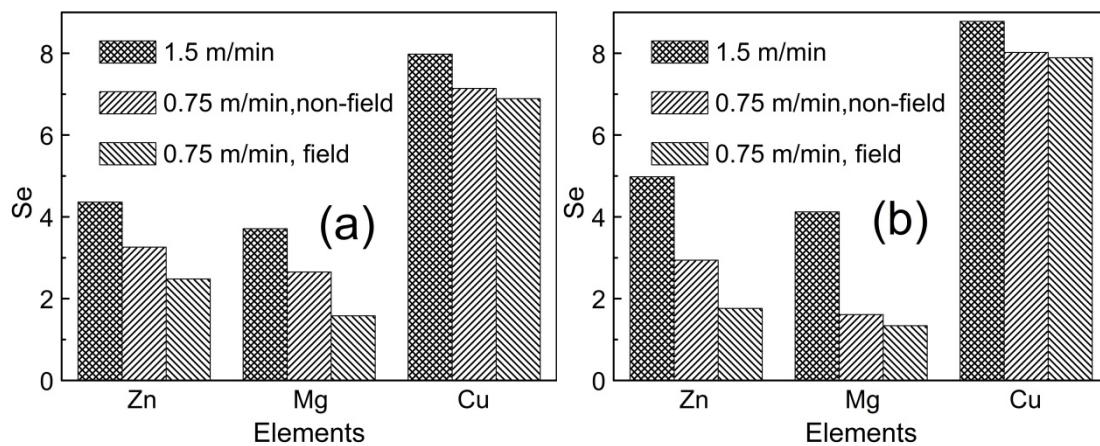 8
6
4
2
0
Se
1.5 m/min
0.75 m/min,non-field
0.75 m/min, field
(a)
Zn Mg Cu
Elements
8
6
4
2
0
Se
1.5 m/min
0.75 m/min,non-field
0.75 m/min, field
(b)
Zn Mg Cu
Elements